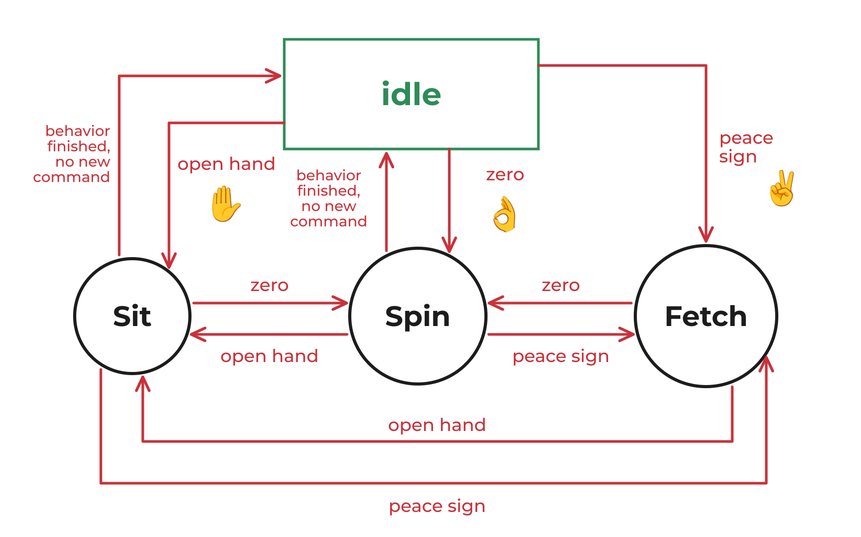 idle
behavior
finished,
no new
command
open hand
behavior
finished,
no new
command
zero
peace
sign
Sit
zero
open hand
Spin
zero
peace sign
Fetch
open hand
peace sign